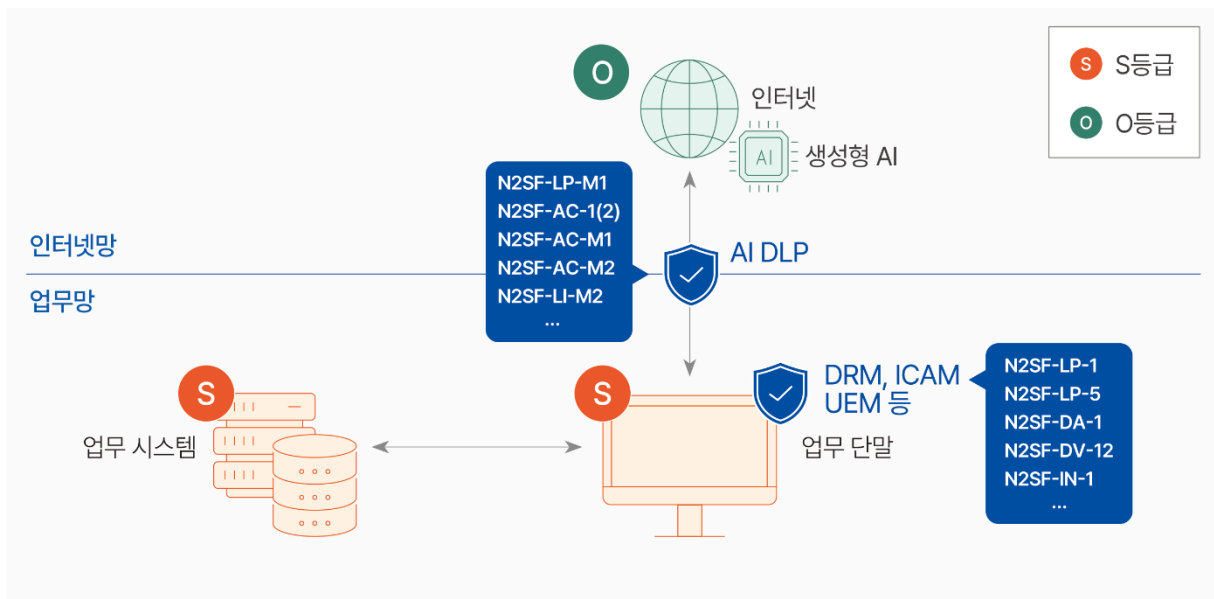 O
인터넷
AI
생성형 AI
S
S등급
O
O등급
N2SF-LP-M1
N2SF-AC-1(2)
N2SF-AC-M1
N2SF-AC-M2
N2SF-LI-M2
...
AI DLP
인터넷망
업무망
S
업무 시스템
S
업무 단말
DRM, ICAM
UEM 등
N2SF-LP-1
N2SF-LP-5
N2SF-DA-1
N2SF-DV-12
N2SF-IN-1
...